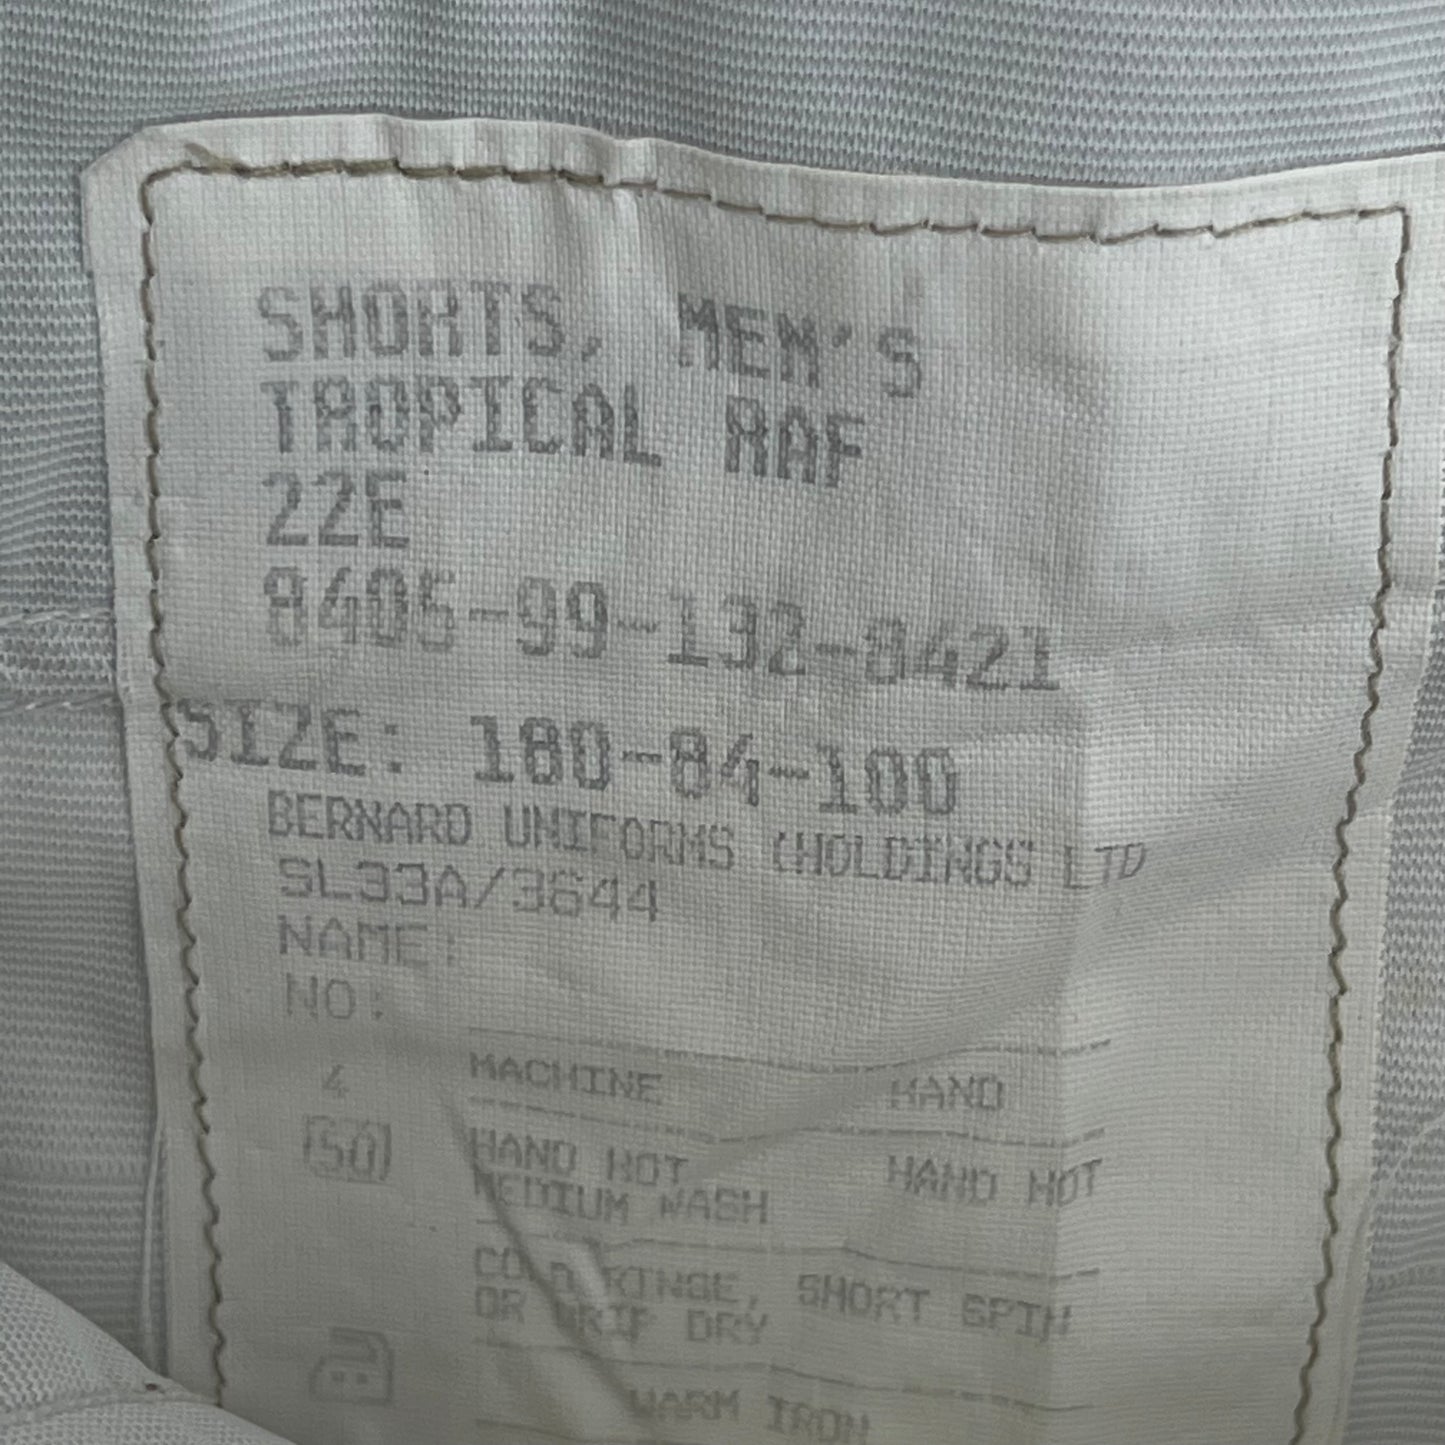 SHORTS, MEN'S
TROPICAL RAF
22E
8405-99-132-8421
SIZE: 180-84-100
BERNARD UNIFORMS (HOLDINGS LTD
SL33A/3644
NAME:
NO:
4 MACHINE HAND
50 HAND HOT HAND HOT
MEDIUM WASH
COLD RINSE, SHORT SPIN
OR DRIP DRY
WARM IRON